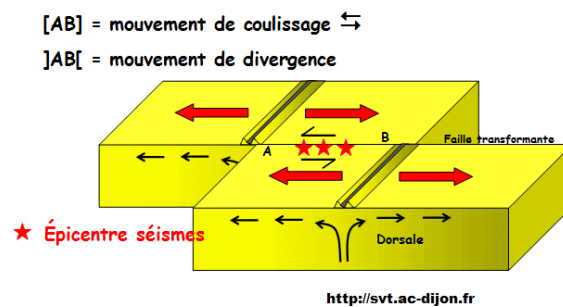 [AB] = mouvement de coulissage ⇆
]AB[ = mouvement de divergence
A
B
Faille transformante
★ Épicentre séismes
Dorsale
http://svt.ac-dijon.fr